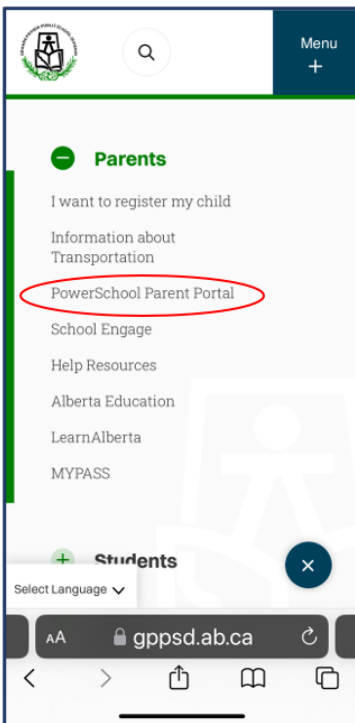 Menu
+
Parents
I want to register my child
Information about
Transportation
PowerSchool Parent Portal
School Engage
Help Resources
Alberta Education
LearnAlberta
MYPASS
Students
Select Language
AA gppsd.ab.ca